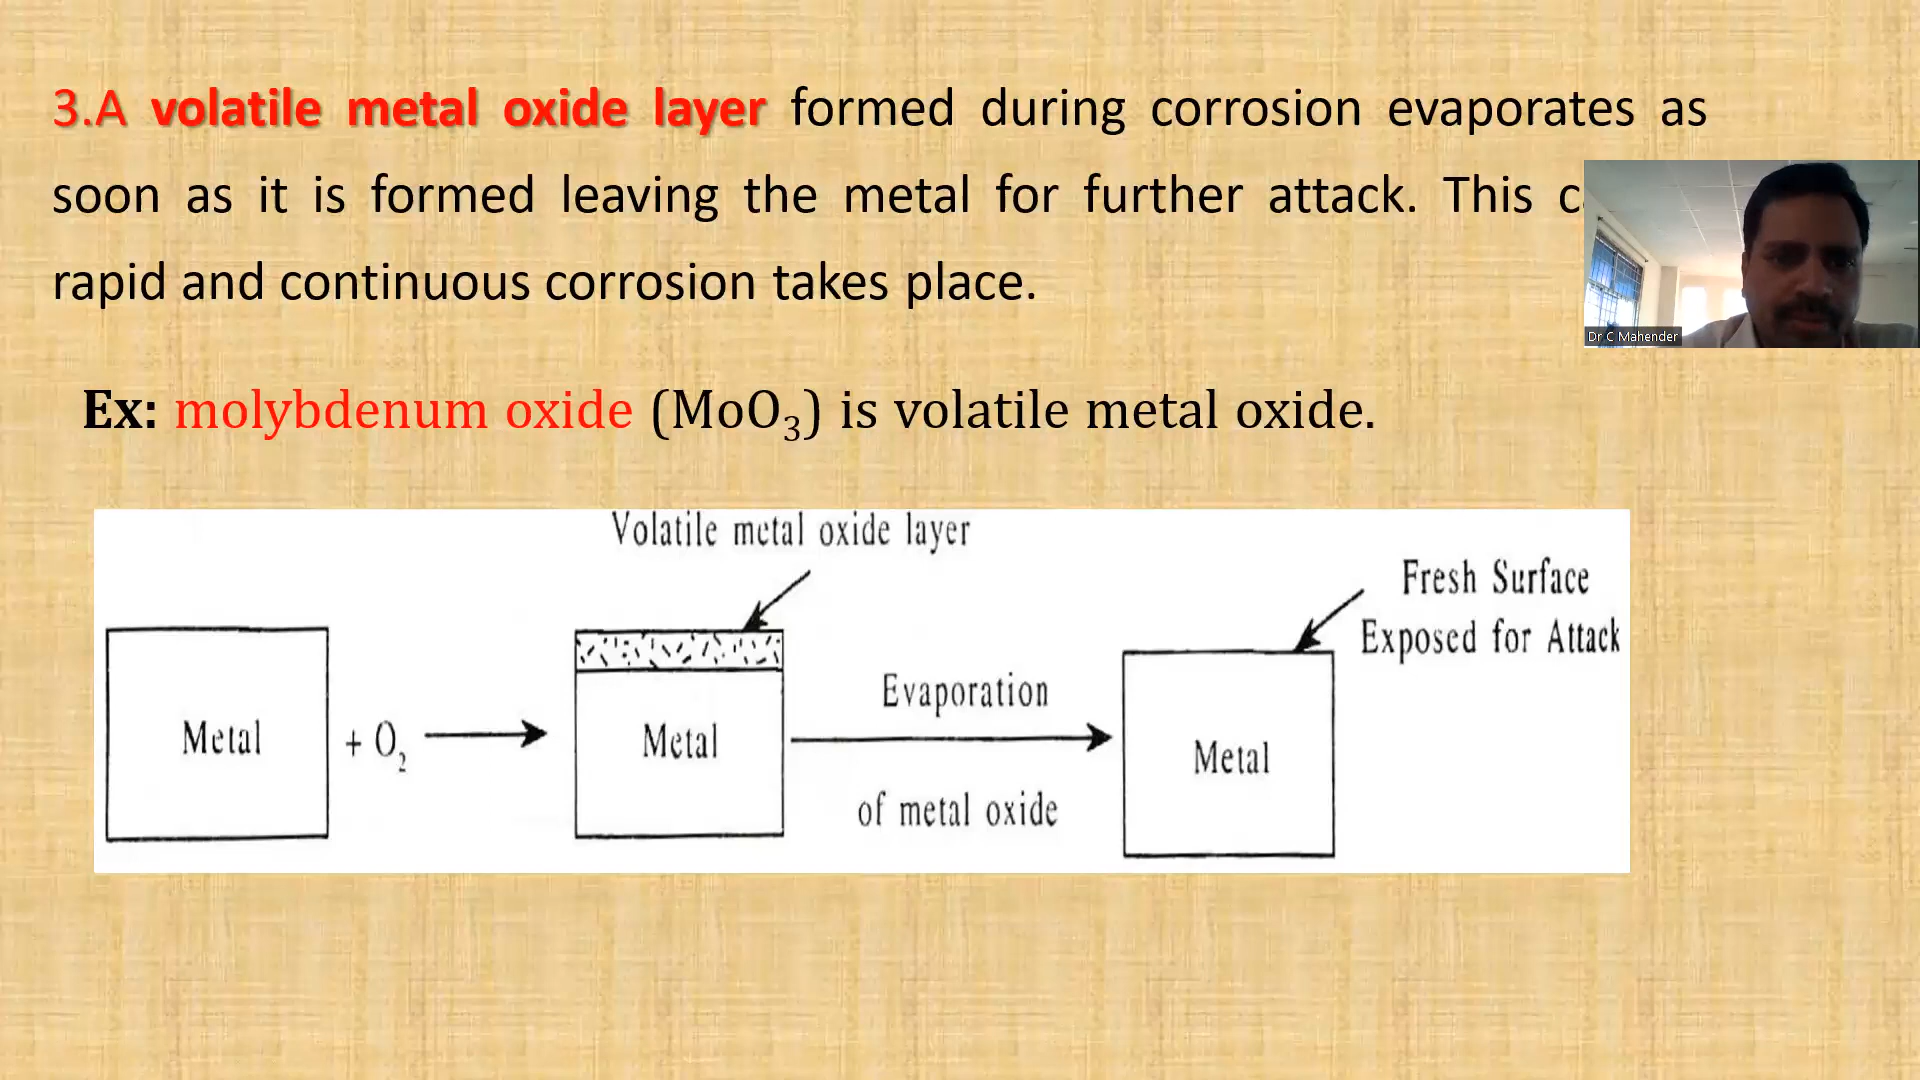 3.A volatile metal oxide layer formed during corrosion evaporates as
soon as it is formed leaving the metal for further attack. This
rapid and continuous corrosion takes place.
Dr C Mahender
Ex: molybdenum oxide (MoO₃) is volatile metal oxide.
Volatile metal oxide layer
Fresh Surface
Exposed for Attack
Evaporation
Metal
+ O₂
Metal
Metal
of metal oxide